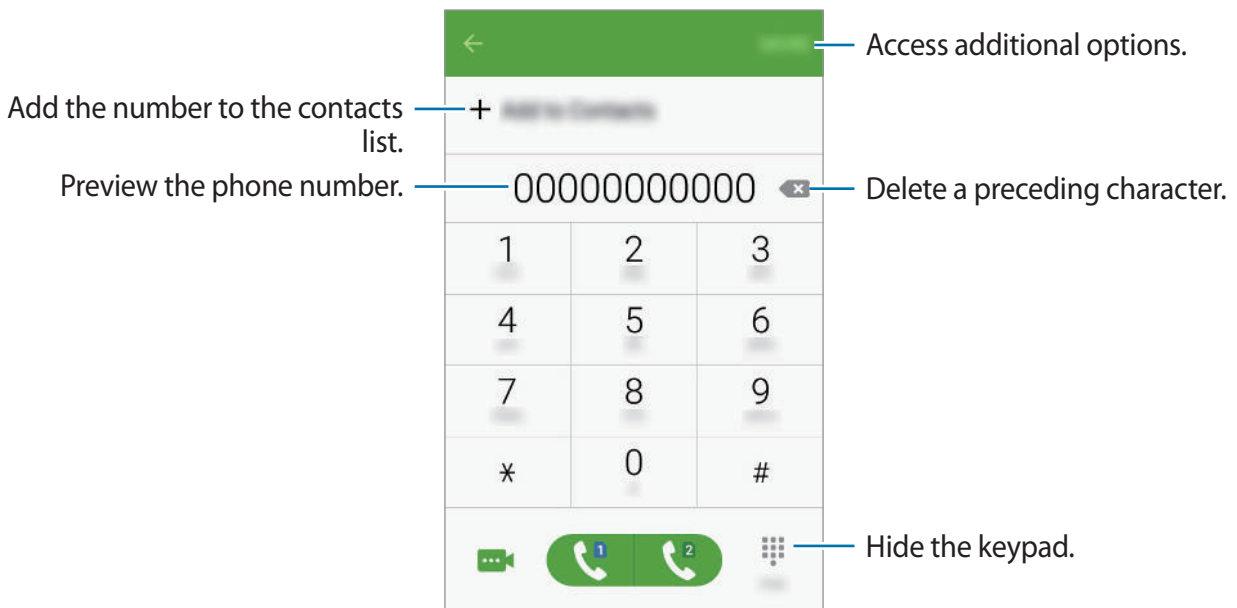 Access additional options.
Add the number to the contacts
list.
Preview the phone number.
00000000000
Delete a preceding character.
1 2 3
4 5 6
7 8 9
* 0 #
1 2
Hide the keypad.